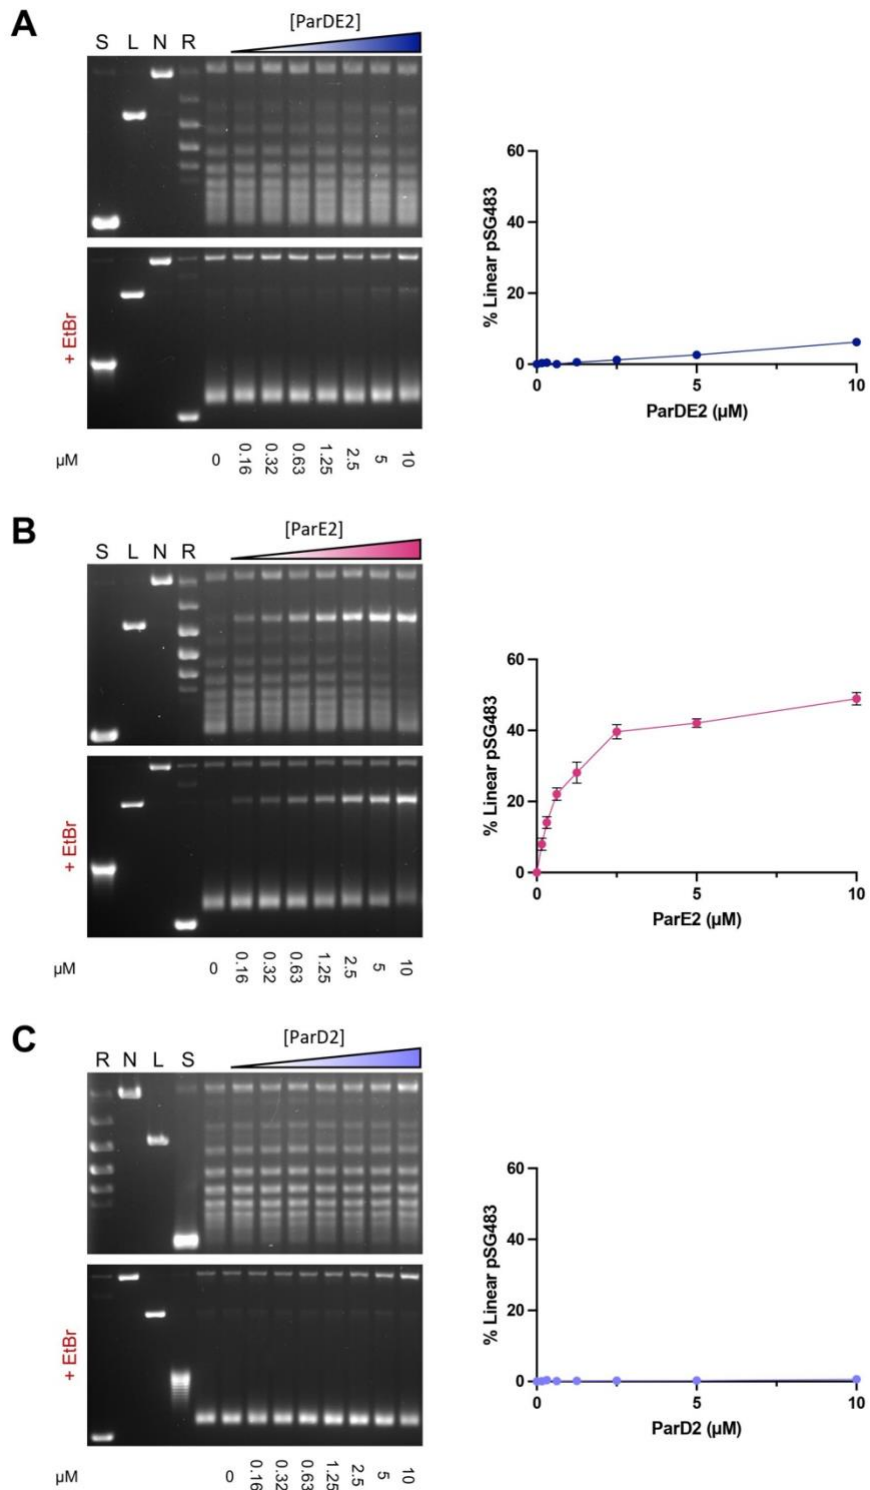 A
[ParDE2]
S L N R
+ EtBr
µM 0 0.16 0.32 0.63 1.25 2.5 5 10
60
40
20
0
% Linear pSG483
0 5 10
ParDE2 (µM)
B
[ParE2]
S L N R
+ EtBr
µM 0 0.16 0.32 0.63 1.25 2.5 5 10
60
40
20
0
% Linear pSG483
0 5 10
ParE2 (µM)
C
[ParD2]
R N L S
+ EtBr
µM 0 0.16 0.32 0.63 1.25 2.5 5 10
60
40
20
0
% Linear pSG483
0 5 10
ParD2 (µM)